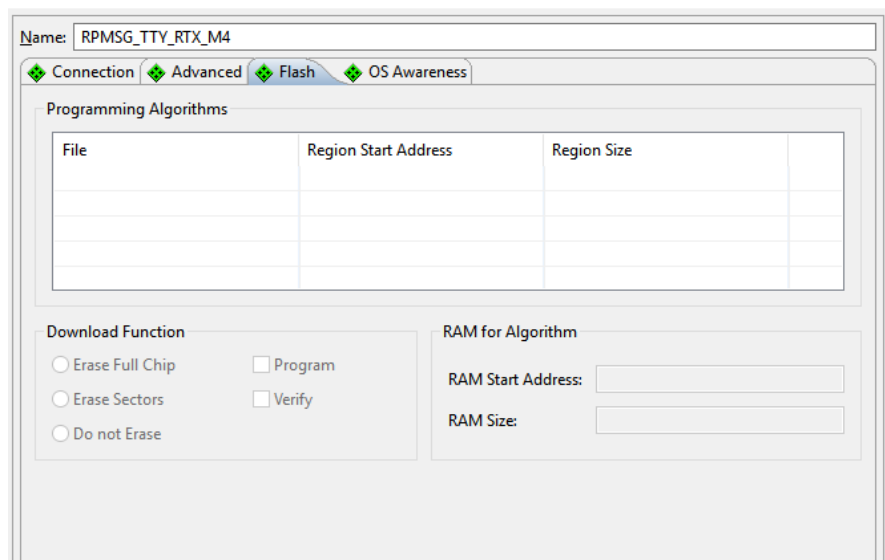 Name: RPMSG_TTY_RTX_M4
Connection Advanced Flash OS Awareness
Programming Algorithms
File Region Start Address Region Size
Download Function
Erase Full Chip Program
Erase Sectors Verify
Do not Erase
RAM for Algorithm
RAM Start Address:
RAM Size: